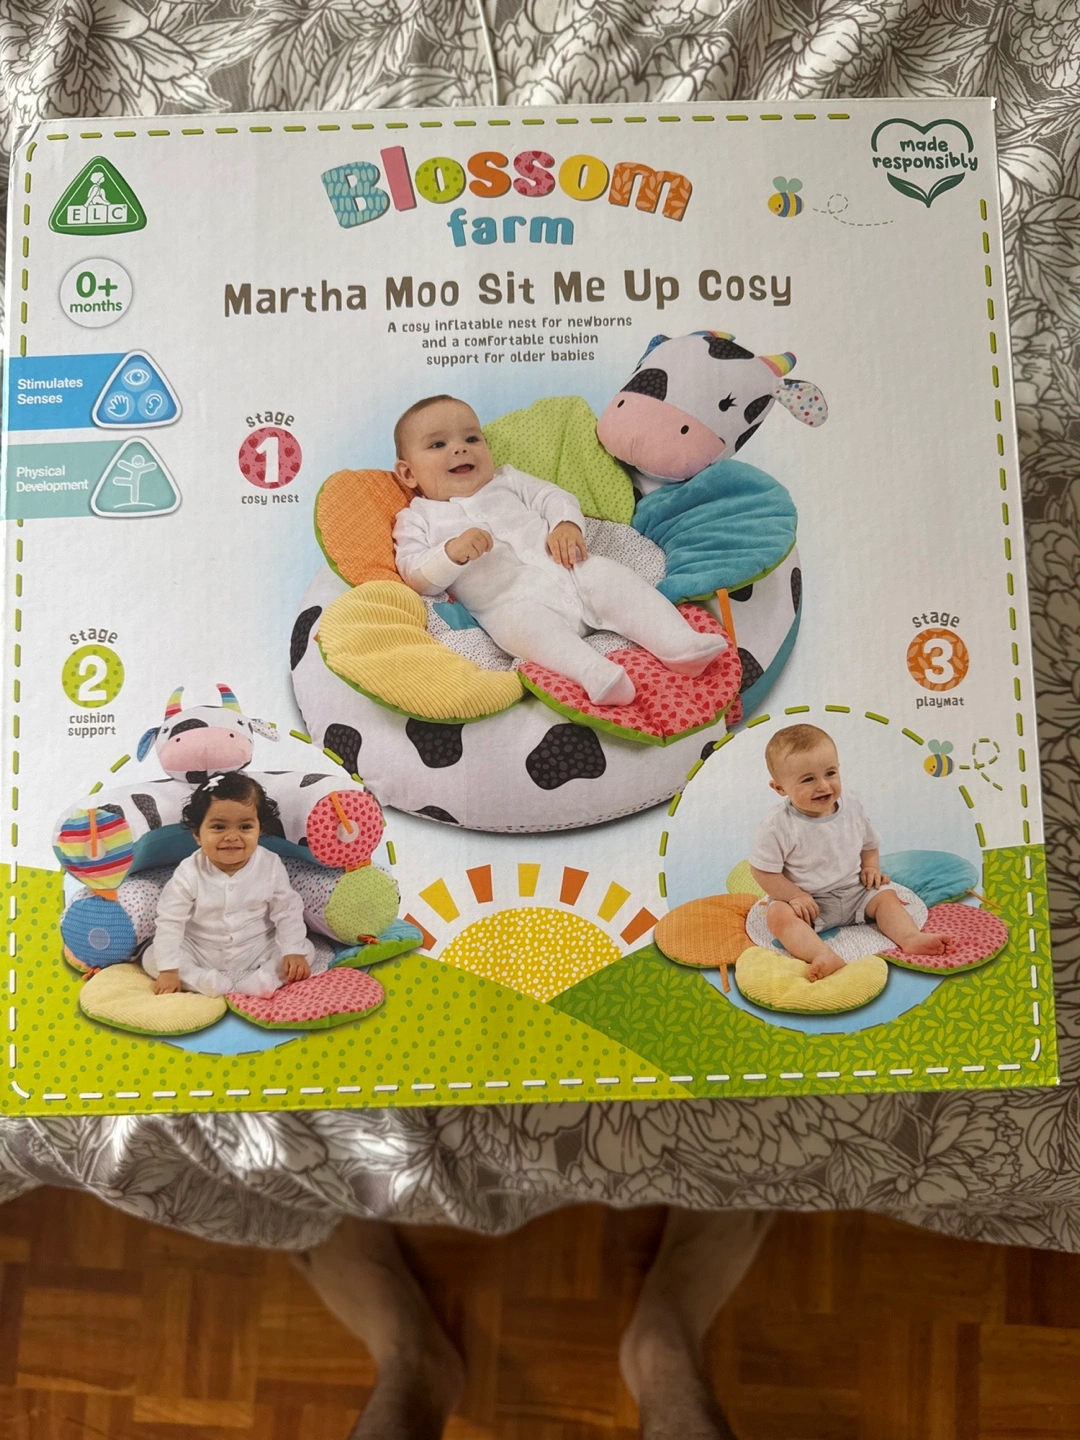 Blossom
farm
made
responsibly
ELC
0+
months
Martha Moo Sit Me Up Cosy
A cosy inflatable nest for newborns
and a comfortable cushion
support for older babies
Stimulates
Senses
Physical
Development
stage
1
cosy nest
stage
2
cushion
support
stage
3
playmat